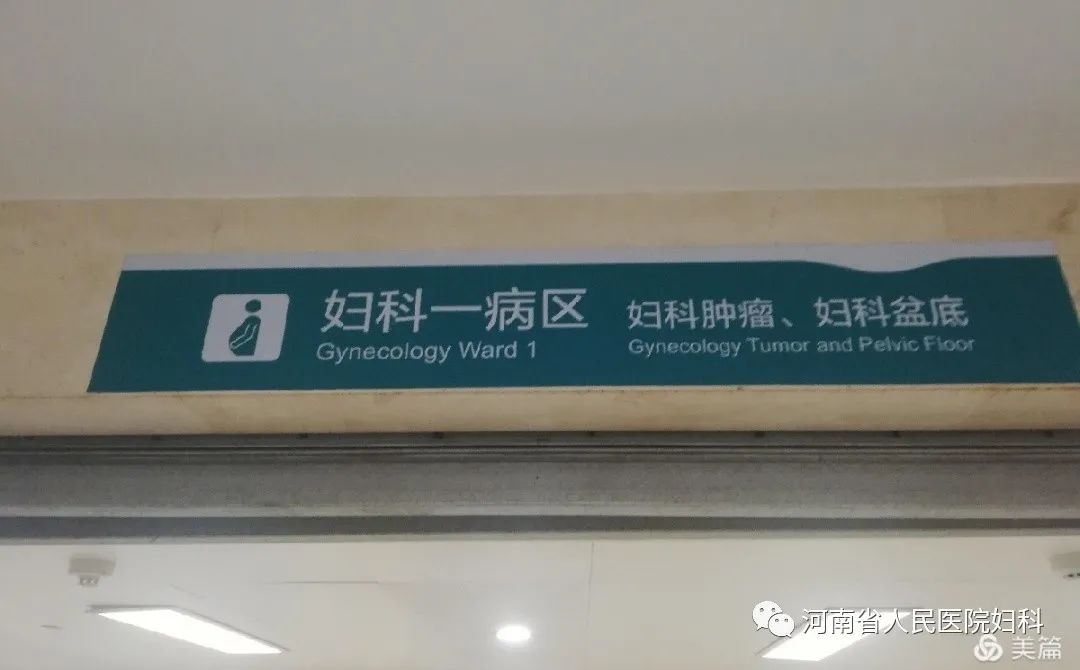 妇科一病区
Gynecology Ward 1
妇科肿瘤、妇科盆底
Gynecology Tumor and Pelvic Floor
河南省人民医院妇科
美篇